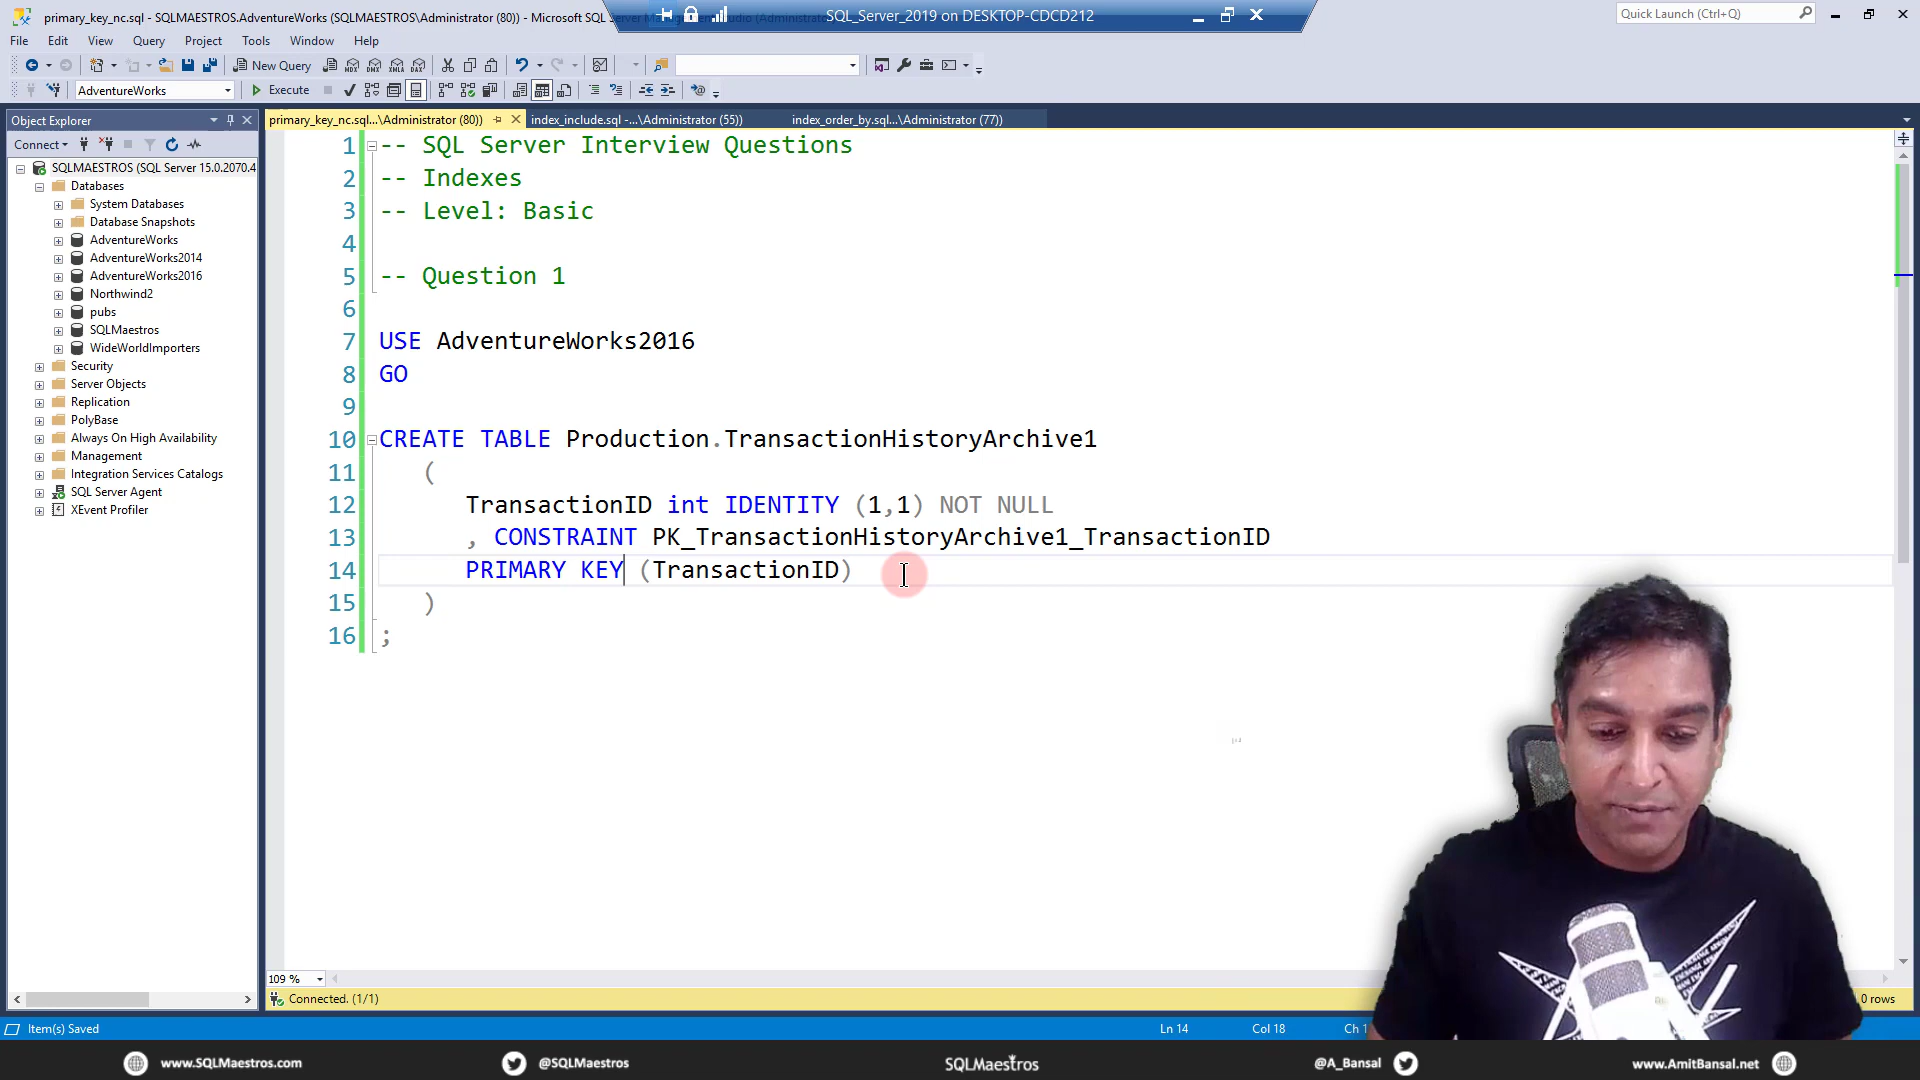 primary_key_nc.sql - SQLMAESTROS.AdventureWorks (SQLMAESTROS\Administrator (80)) - Microsoft SQL
SQL_Server_2019 on DESKTOP-CDCD212
Quick Launch (Ctrl+Q)
File Edit View Query Project Tools Window Help
New Query
MDX DMX XMLA DAX
AdventureWorks
Execute
Object Explorer
primary_key_nc.sql...\Administrator (80))
index_include.sql -...\Administrator (55))
index_order_by.sql...\Administrator (77))
Connect
SQLMAESTROS (SQL Server 15.0.2070.4
Databases
System Databases
Database Snapshots
AdventureWorks
AdventureWorks2014
AdventureWorks2016
Northwind2
pubs
SQLMaestros
WideWorldImporters
Security
Server Objects
Replication
PolyBase
Always On High Availability
Management
Integration Services Catalogs
SQL Server Agent
XEvent Profiler
1 -- SQL Server Interview Questions
2 -- Indexes
3 -- Level: Basic
4
5 -- Question 1
6
7 USE AdventureWorks2016
8 GO
9
10 CREATE TABLE Production.TransactionHistoryArchive1
11 (
12 TransactionID int IDENTITY (1,1) NOT NULL
13 , CONSTRAINT PK_TransactionHistoryArchive1_TransactionID
14 PRIMARY KEY (TransactionID)
15 )
16 ;
109 %
Connected. (1/1)
0 rows
Item(s) Saved
Ln 14
Col 18
Ch 1
www.SQLMaestros.com
@SQLMaestros
SQLMaestros
@A_Bansal
www.AmitBansal.net